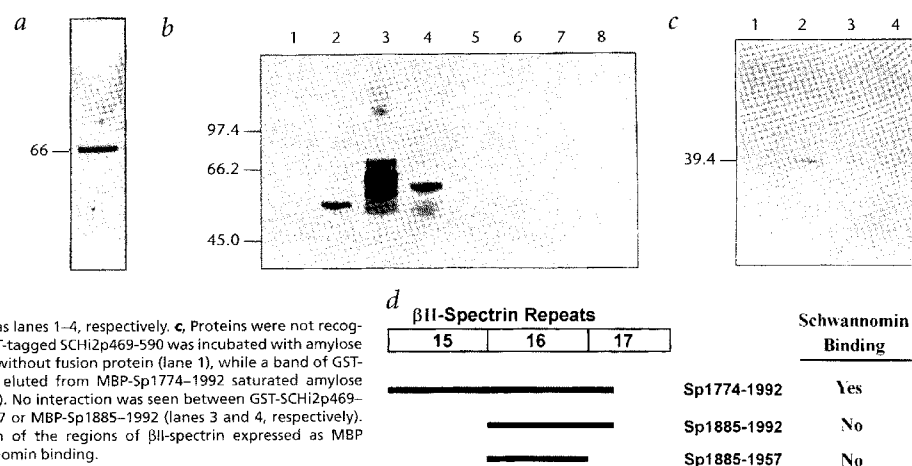 a
b
c
1 2 3 4 5 6 7 8
1 2 3 4
97.4
66
66.2
39.4
45.0
as lanes 1–4, respectively. c, Proteins were not recog-
T-tagged SCHi2p469-590 was incubated with amylose
without fusion protein (lane 1), while a band of GST-
eluted from MBP-Sp1774–1992 saturated amylose
). No interaction was seen between GST-SCHi2p469–
7 or MBP-Sp1885–1992 (lanes 3 and 4, respectively).
n of the regions of βII-spectrin expressed as MBP
nomin binding.
d
βII-Spectrin Repeats
15 16 17
Schwannomin
Binding
Sp1774-1992 Yes
Sp1885-1992 No
Sp1885-1957 No